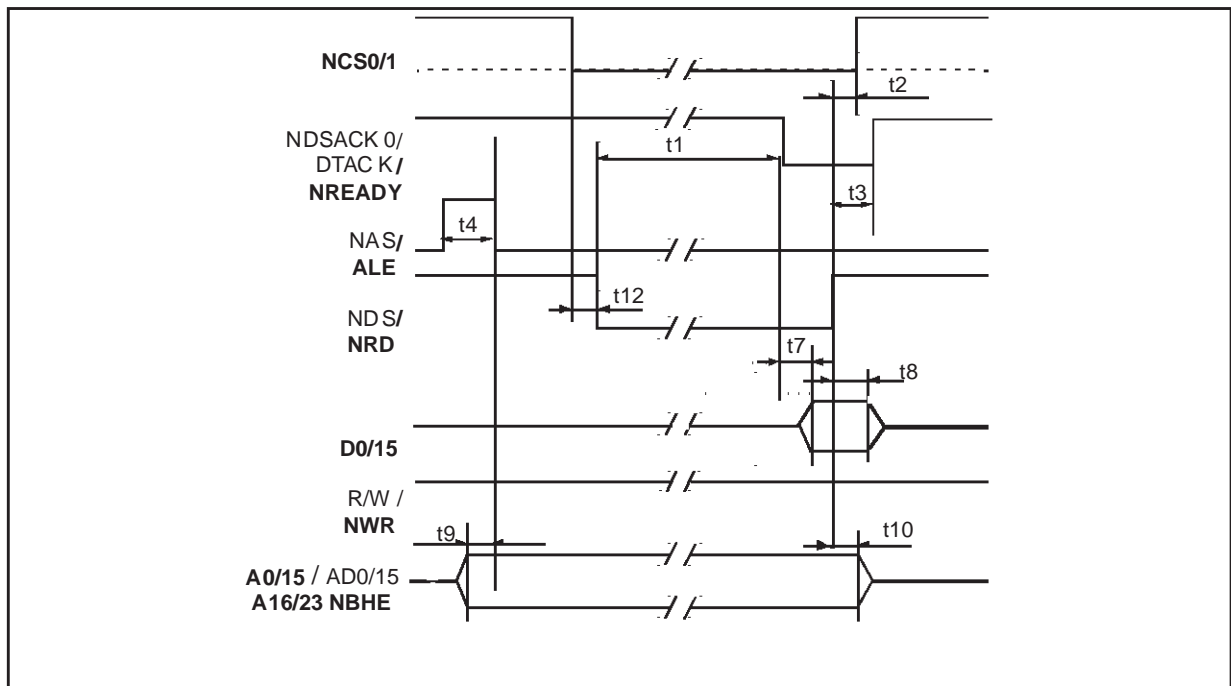 NCS0/1
t2
NDSACK 0/
DTAC K/
NREADY
t1
t3
t4
NAS/
ALE
t12
NDS/
NRD
t7
t8
D0/15
R/W /
NWR
t9
t10
A0/15 / AD0/15
A16/23 NBHE